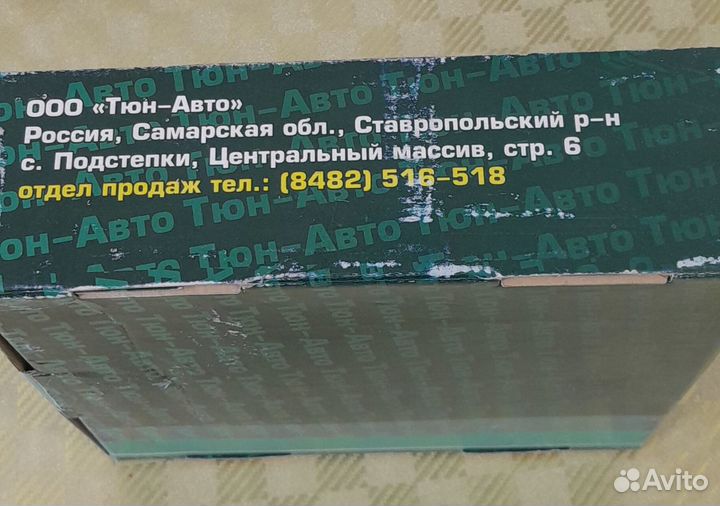 ООО «Тюн-Авто»
Россия, Самарская обл., Ставропольский р-н
с. Подстепки, Центральный массив, стр. 6
отдел продаж тел.: (8482) 516-518
Avito